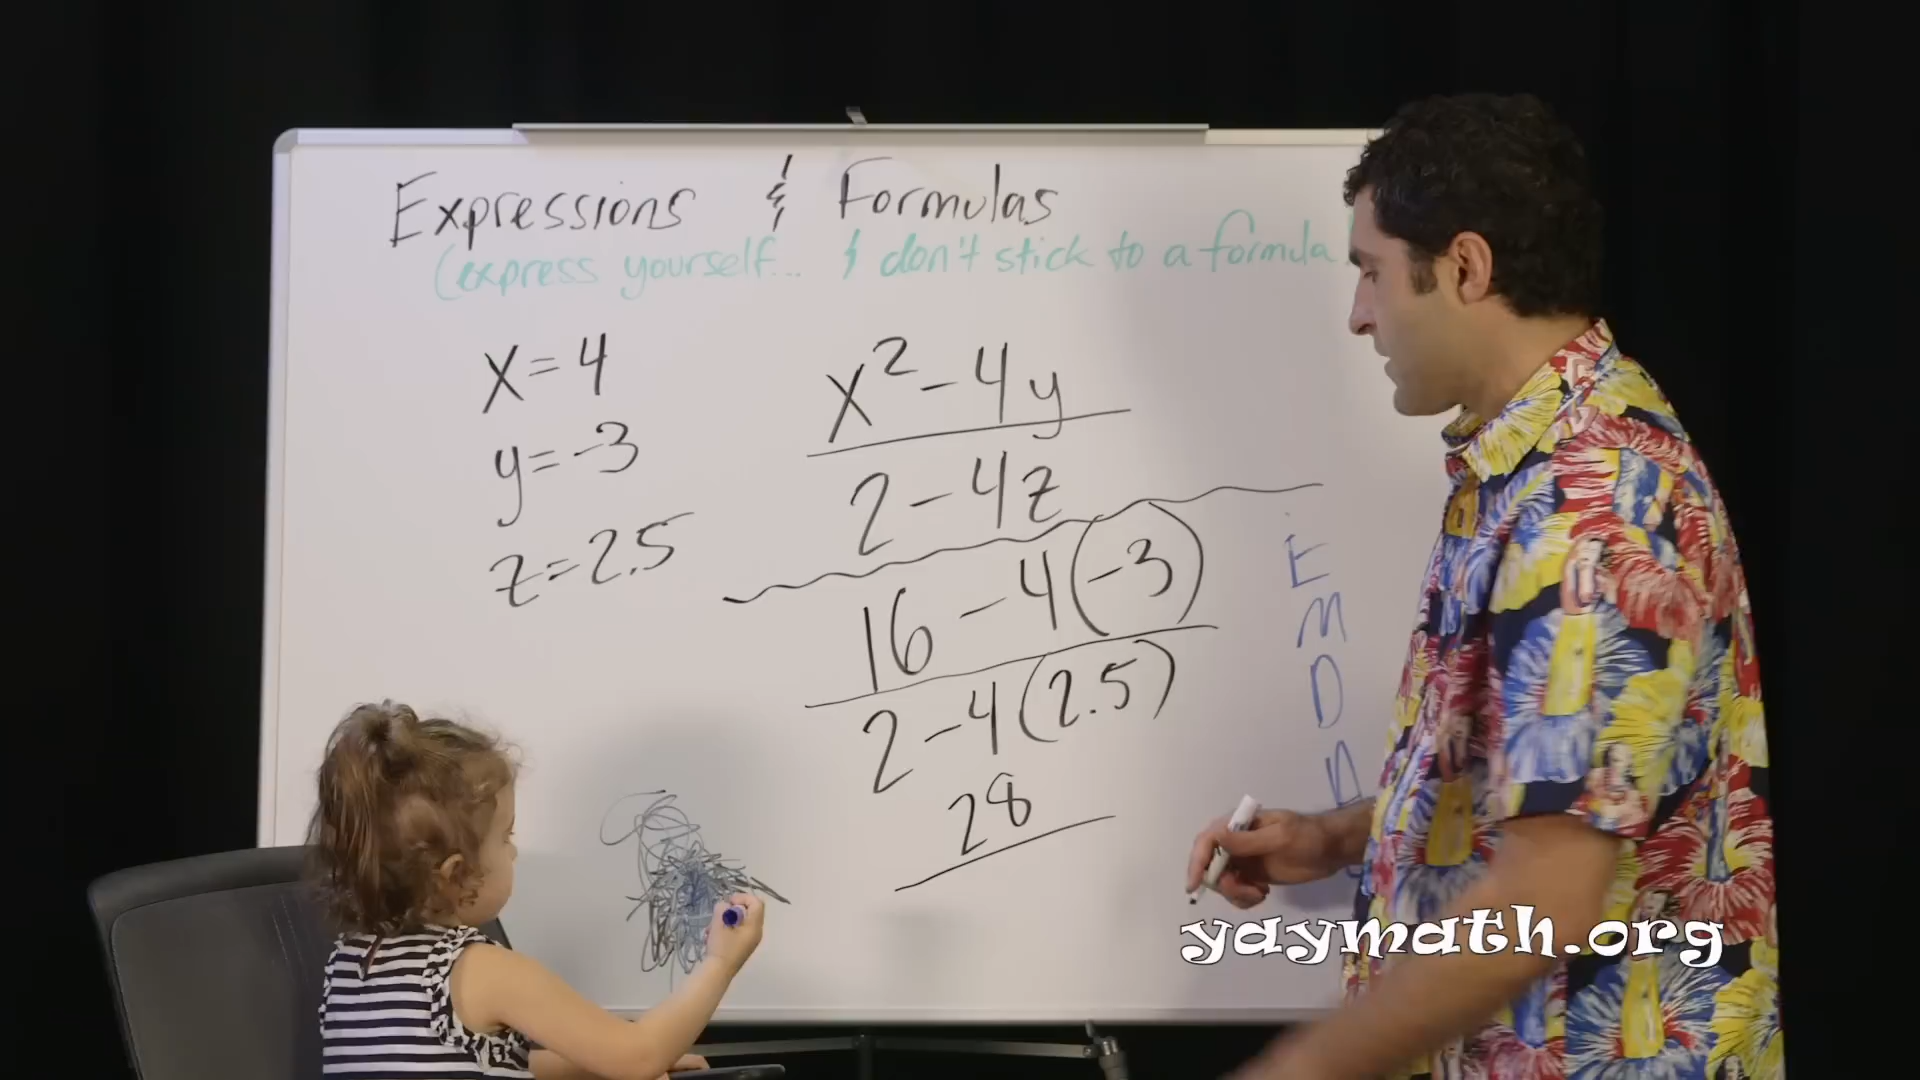 Expressions & Formulas
(express yourself... & don't stick to a formula
x=4
y=-3
z=2.5
x²-4y
2-4z
16-4(-3)
2-4(2.5)
28
E
M
D
yaymath.org